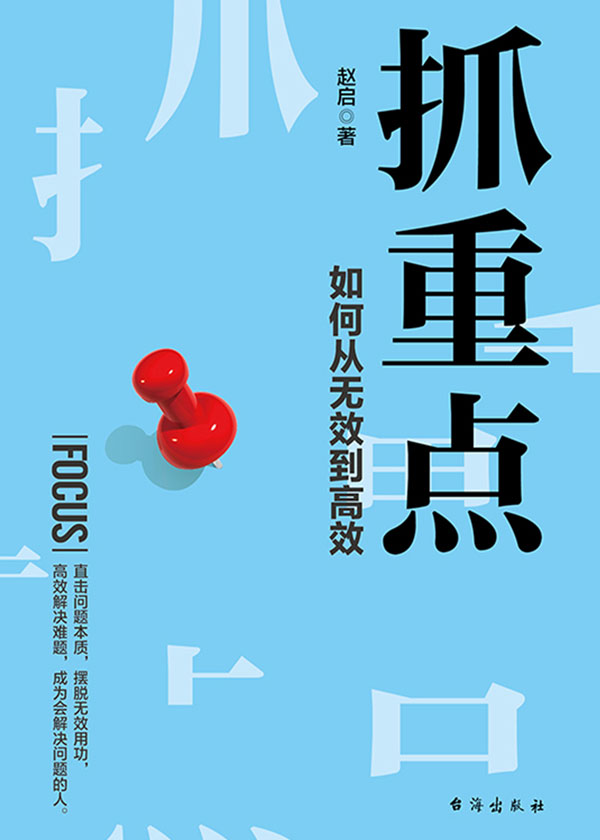 抓重点
赵启◎著
如何从无效到高效
FOCUS
直击问题本质，摆脱无效用功，
高效解决难题，成为会解决问题的人。
台海出版社